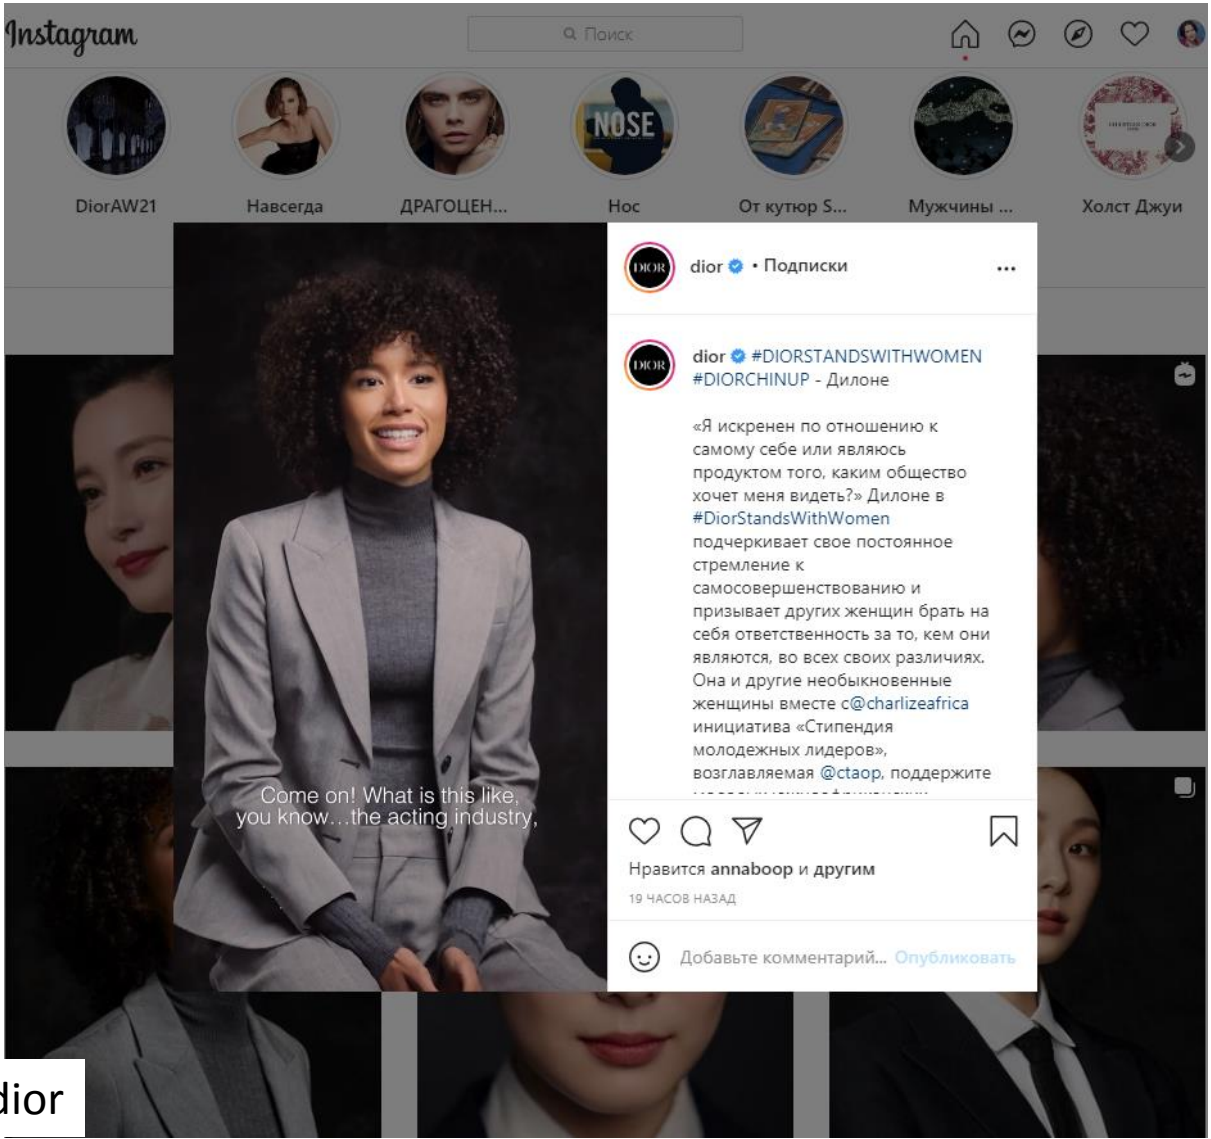 Instagram
Поиск
NOSE
DiorAW21
Навсегда
ДРАГОЦЕН...
Нос
От кутюр S...
Мужчины ...
Холст Джуи
DIOR
dior • Подписки
DIOR
dior #DIORSTANDSWITHWOMEN
#DIORCHINUP - Дилоне
«Я искренен по отношению к
самому себе или являюсь
продуктом того, каким общество
хочет меня видеть?» Дилоне в
#DiorStandsWithWomen
подчеркивает свое постоянное
стремление к
самосовершенствованию и
призывает других женщин брать на
себя ответственность за то, кем они
являются, во всех своих различиях.
Она и другие необыкновенные
женщины вместе с@charlizeafrica
инициатива «Стипендия
молодежных лидеров»,
возглавляемая @ctaop, поддержите
Come on! What is this like,
you know...the acting industry,
Нравится annaboop и другим
19 ЧАСОВ НАЗАД
Добавьте комментарий... Опубликовать
dior